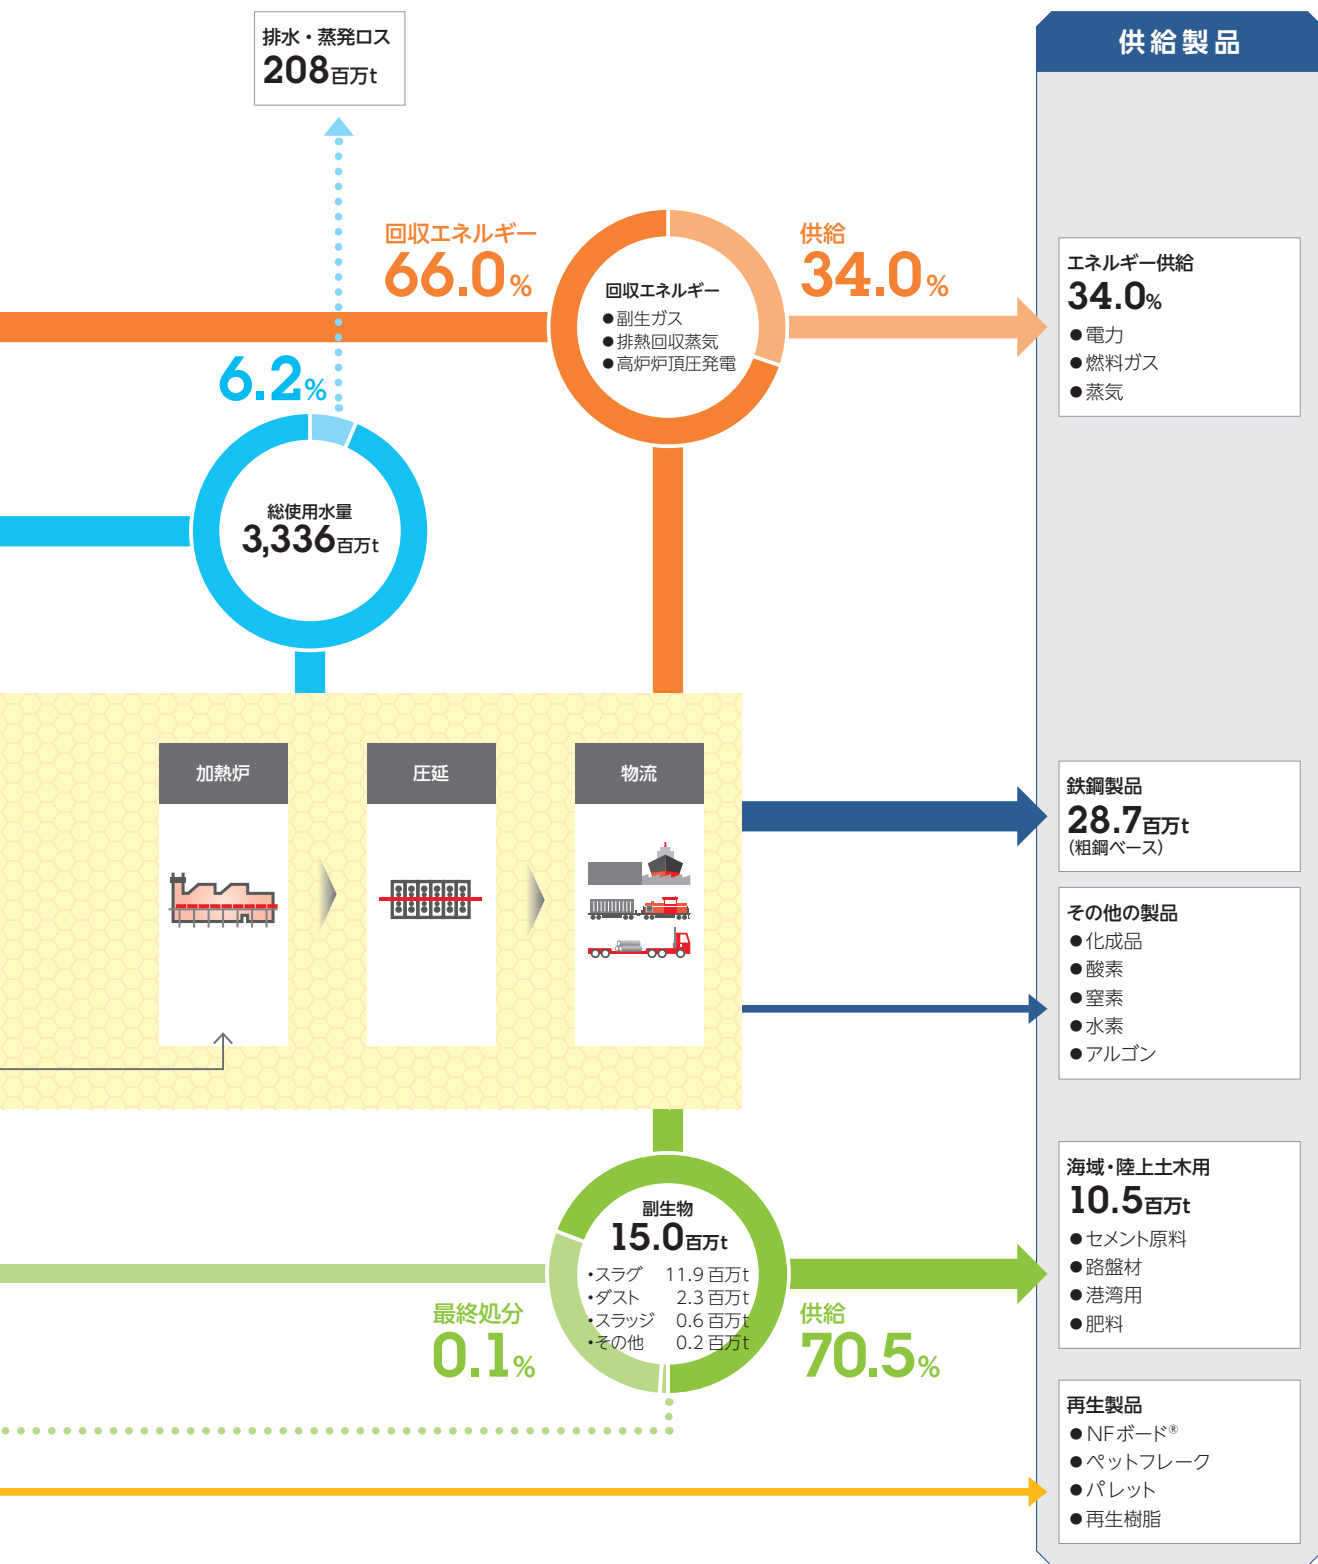 排水・蒸発ロス
208百万t
供給製品
回収エネルギー
66.0%
供給
34.0%
回収エネルギー
●副生ガス
●排熱回収蒸気
●高炉炉頂圧発電
エネルギー供給
34.0%
●電力
●燃料ガス
●蒸気
6.2%
総使用水量
3,336百万t
加熱炉
圧延
物流
鉄鋼製品
28.7百万t
(粗鋼ベース)
その他の製品
●化成品
●酸素
●窒素
●水素
●アルゴン
副生物
15.0百万t
・スラグ 11.9百万t
・ダスト 2.3百万t
・スラッジ 0.6百万t
・その他 0.2百万t
最終処分
0.1%
供給
70.5%
海域・陸上土木用
10.5百万t
●セメント原料
●路盤材
●港湾用
●肥料
再生製品
●NFボード®
●ペットフレーク
●パレット
●再生樹脂